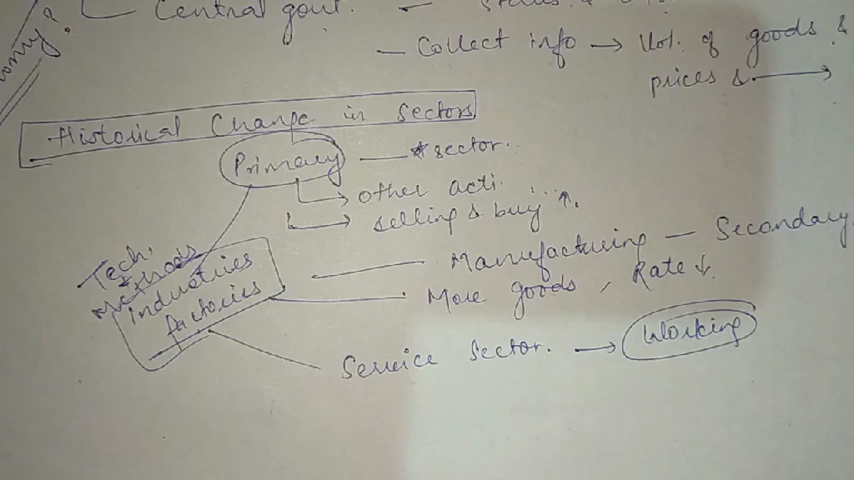 Central govt. —
— Collect info → Vol. of goods &
prices & →
Historical Change in Sectors
Primary — * sector..
→ other acti.
→ selling & buy ↑.
Tech.
Methods
industries
factories
Manufacturing — Secondary
More goods, Rate ↓
Service Sector. → Working